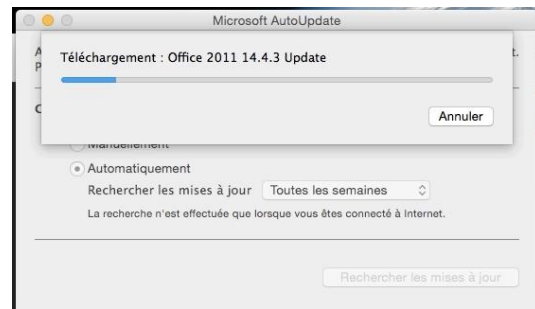 Microsoft AutoUpdate
Téléchargement : Office 2011 14.4.3 Update
Annuler
Manuellement
Automatiquement
Rechercher les mises à jour Toutes les semaines
La recherche n'est effectuée que lorsque vous êtes connecté à Internet.
Rechercher les mises à jour